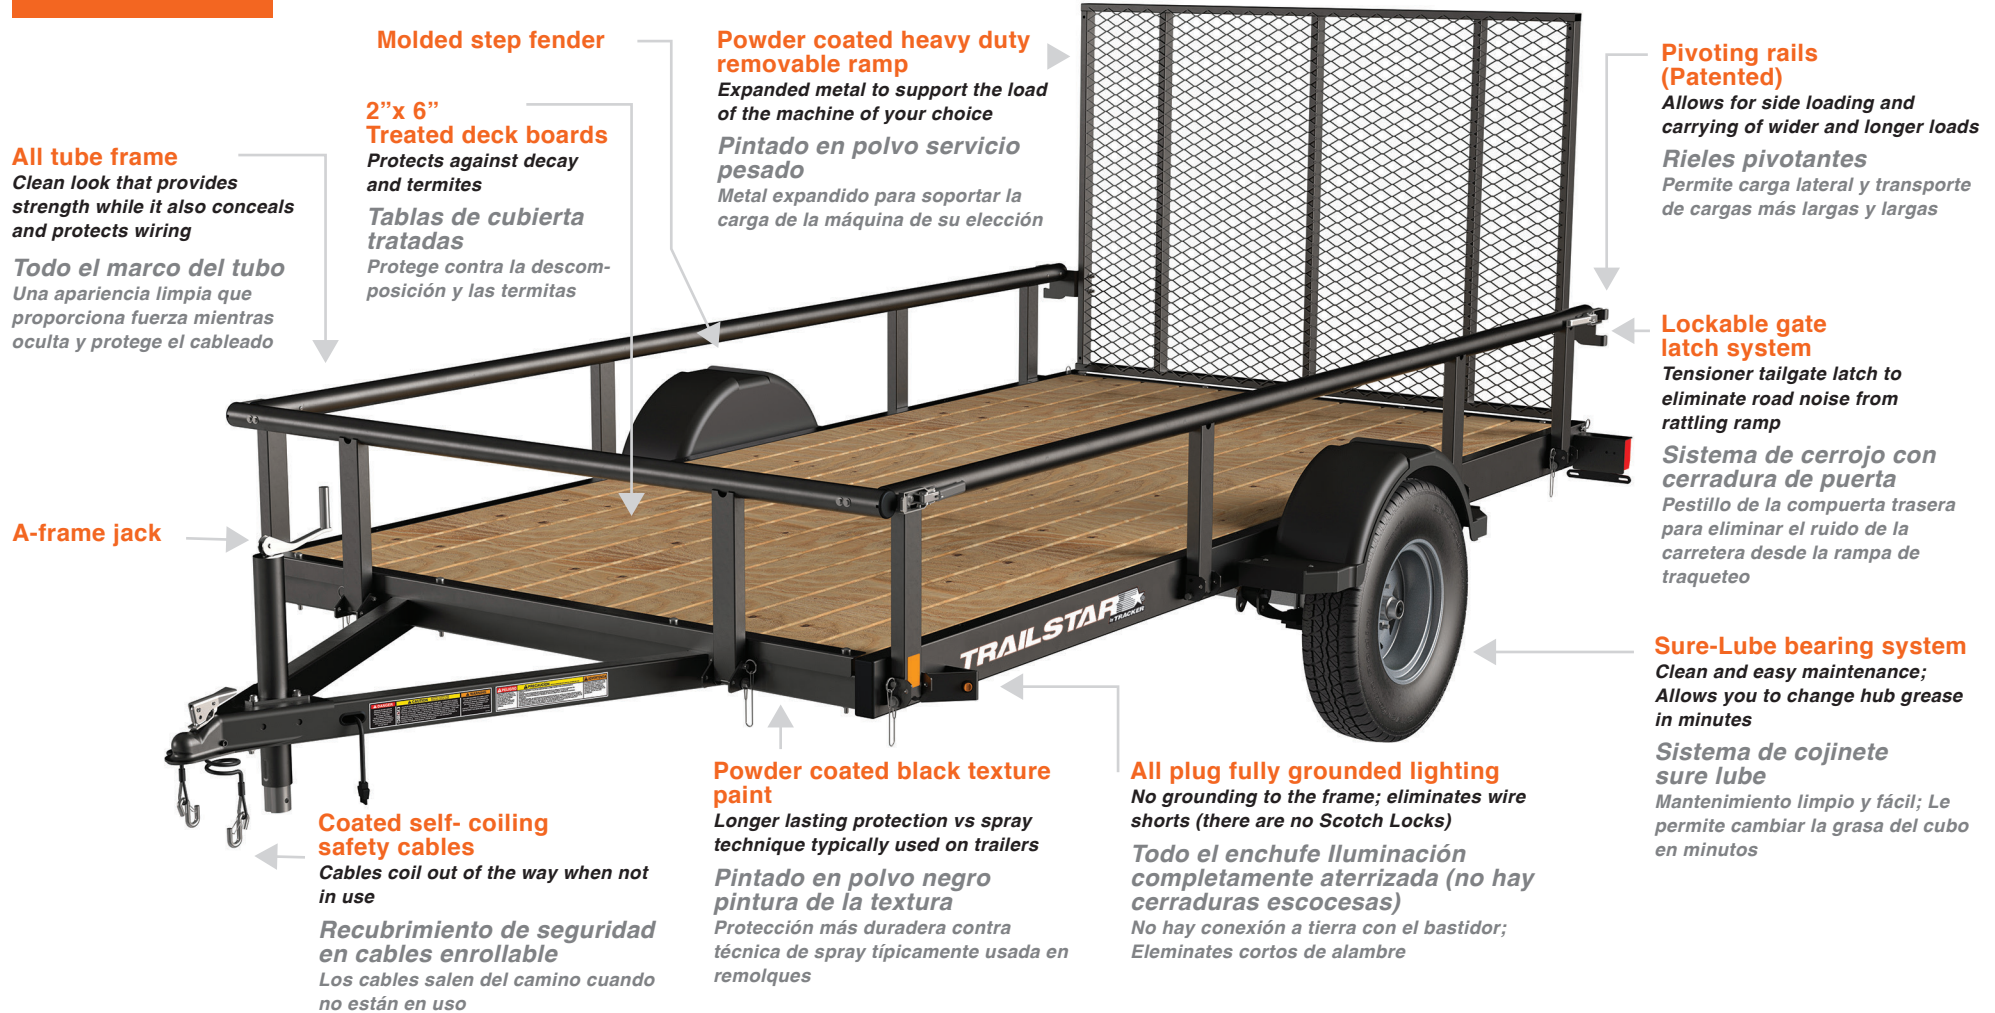 Molded step fender
2”x 6”
Treated deck boards
Protects against decay
and termites
Tablas de cubierta
tratadas
Protege contra la descom-
posición y las termitas
Powder coated heavy duty
removable ramp
Expanded metal to support the load
of the machine of your choice
Pintado en polvo servicio
pesado
Metal expandido para soportar la
carga de la máquina de su elección
Pivoting rails
(Patented)
Allows for side loading and
carrying of wider and longer loads
Rieles pivotantes
Permite carga lateral y transporte
de cargas más largas y largas
All tube frame
Clean look that provides
strength while it also conceals
and protects wiring
Todo el marco del tubo
Una apariencia limpia que
proporciona fuerza mientras
oculta y protege el cableado
Lockable gate
latch system
Tensioner tailgate latch to
eliminate road noise from
rattling ramp
Sistema de cerrojo con
cerradura de puerta
Pestillo de la compuerta trasera
para eliminar el ruido de la
carretera desde la rampa de
traqueteo
A-frame jack
TRAILSTAR
BY TRACKER
Sure-Lube bearing system
Clean and easy maintenance;
Allows you to change hub grease
in minutes
Sistema de cojinete
sure lube
Mantenimiento limpio y fácil; Le
permite cambiar la grasa del cubo
en minutos
Coated self- coiling
safety cables
Cables coil out of the way when not
in use
Recubrimiento de seguridad
en cables enrollable
Los cables salen del camino cuando
no están en uso
Powder coated black texture
paint
Longer lasting protection vs spray
technique typically used on trailers
Pintado en polvo negro
pintura de la textura
Protección más duradera contra
técnica de spray típicamente usada en
remolques
All plug fully grounded lighting
No grounding to the frame; eliminates wire
shorts (there are no Scotch Locks)
Todo el enchufe Iluminación
completamente aterrizada (no hay
cerraduras escocesas)
No hay conexión a tierra con el bastidor;
Eleminates cortos de alambre